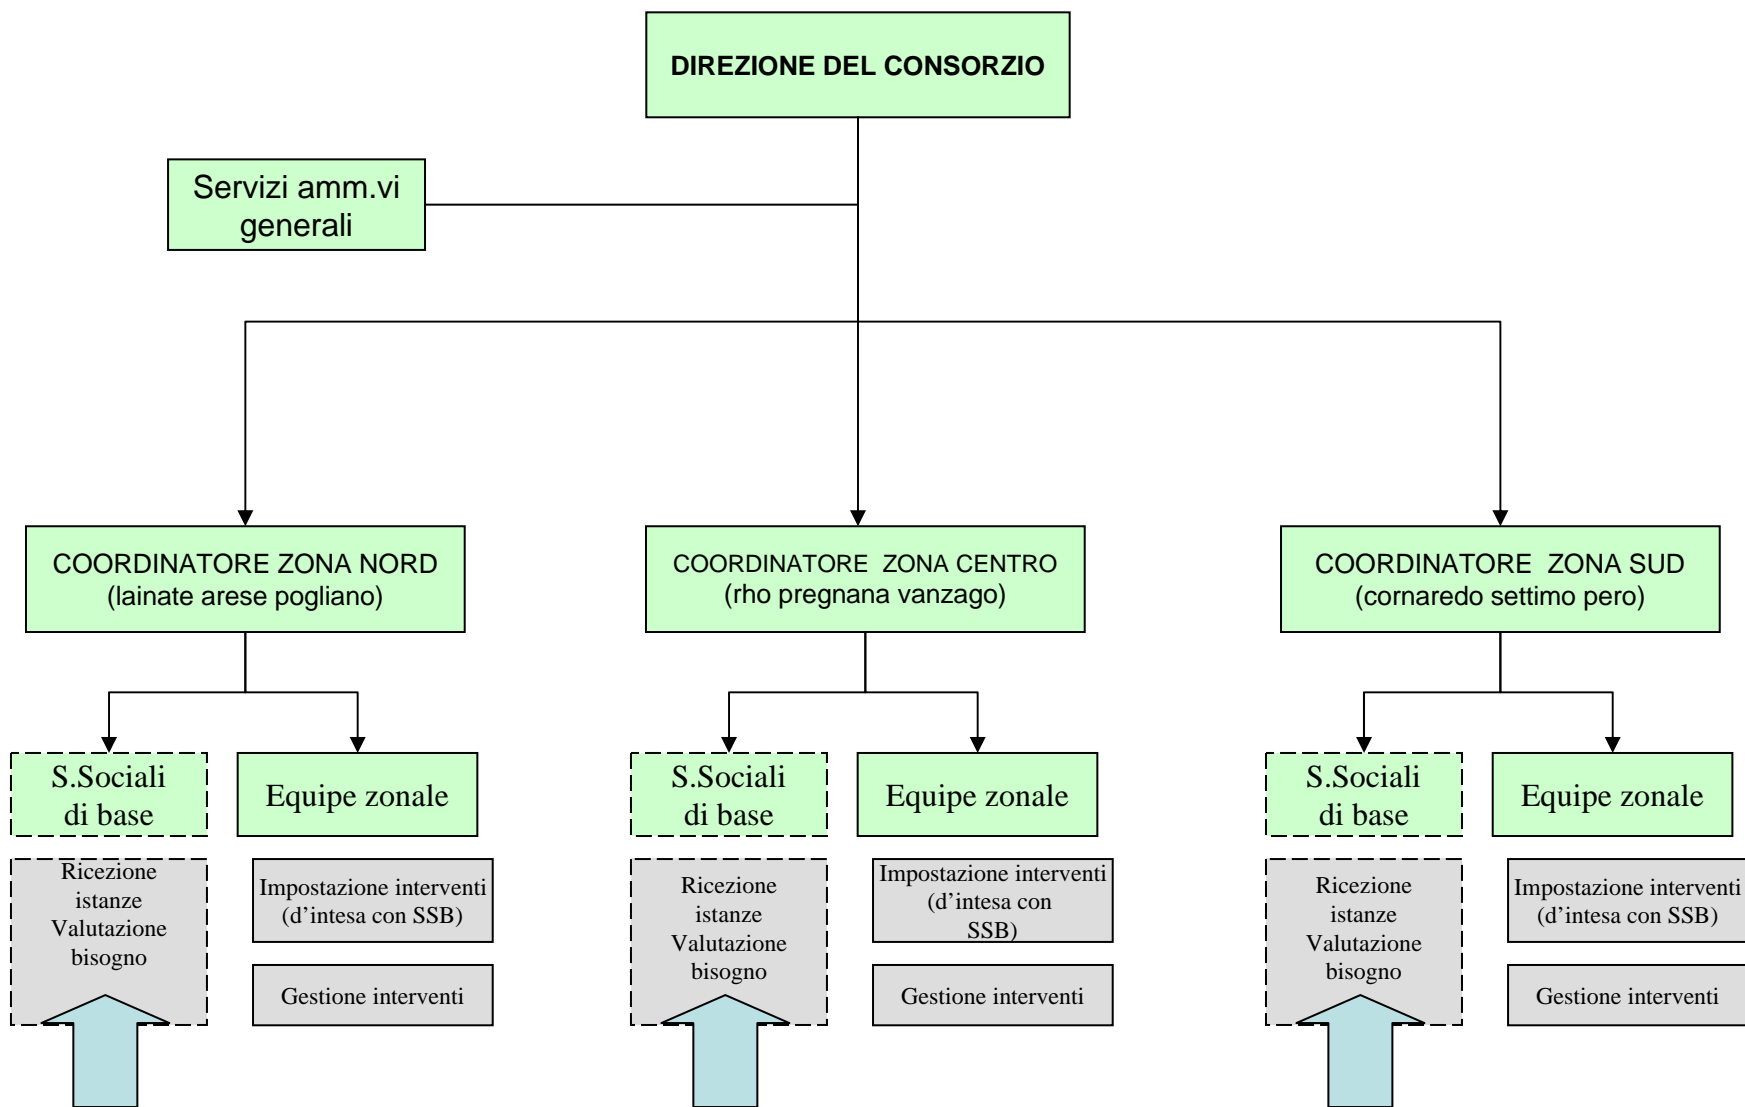 DIREZIONE DEL CONSORZIO
Servizi amm.vi
generali
COORDINATORE ZONA NORD
(lainate arese pogliano)
COORDINATORE ZONA CENTRO
(rho pregnana vanzago)
COORDINATORE ZONA SUD
(cornaredo settimo pero)
S.Sociali
di base
Equipe zonale
S.Sociali
di base
Equipe zonale
S.Sociali
di base
Equipe zonale
Ricezione
istanze
Valutazione
bisogno
Impostazione interventi
(d’intesa con SSB)
Gestione interventi
Ricezione
istanze
Valutazione
bisogno
Impostazione interventi
(d’intesa con
SSB)
Gestione interventi
Ricezione
istanze
Valutazione
bisogno
Impostazione interventi
(d’intesa con SSB)
Gestione interventi